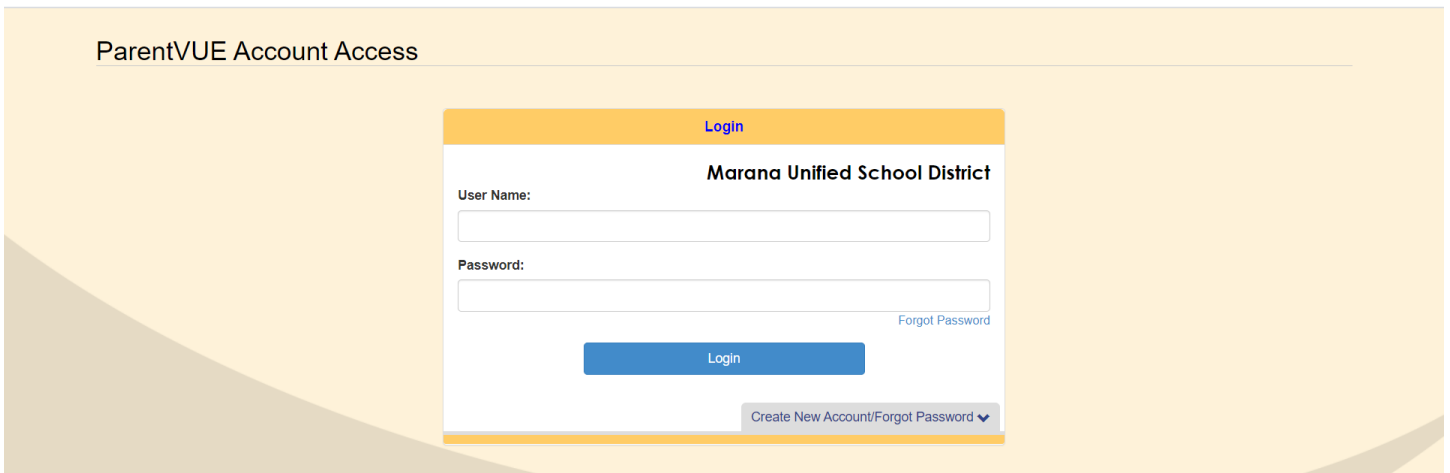 ParentVUE Account Access
Login
Marana Unified School District
User Name:
Password:
Forgot Password
Login
Create New Account/Forgot Password